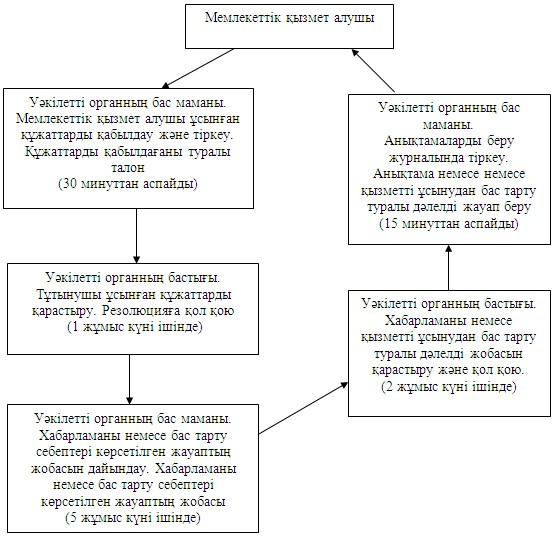 Мемлекеттік қызмет алушы
Уәкілетті органның бас маманы.
Мемлекеттік қызмет алушы ұсынған
құжаттарды қабылдау және тіркеу.
Құжаттарды қабылдағаны туралы
талон
(30 минуттан аспайды)
Уәкілетті органның бастығы.
Тұтынушы ұсынған құжаттарды
қарастыру. Резолюцияға қол қою
(1 жұмыс күні ішінде)
Уәкілетті органның бас маманы.
Хабарламаны немесе бас тарту
себептері көрсетілген жауаптың
жобасын дайындау. Хабарламаны
немесе бас тарту себептері
көрсетілген жауаптың жобасы
(5 жұмыс күні ішінде)
Уәкілетті органның бастығы.
Хабарламаны немесе
қызметті ұсынудан бас тарту
туралы дәлелді жобасын
қарастыру және қол қою.
(2 жұмыс күні ішінде)
Уәкілетті органның бас
маманы.
Анықтамаларды беру
журналында тіркеу.
Анықтама немесе немесе
қызметті ұсынудан бас тарту
туралы дәлелді жауап беру
(15 минуттан аспайды)